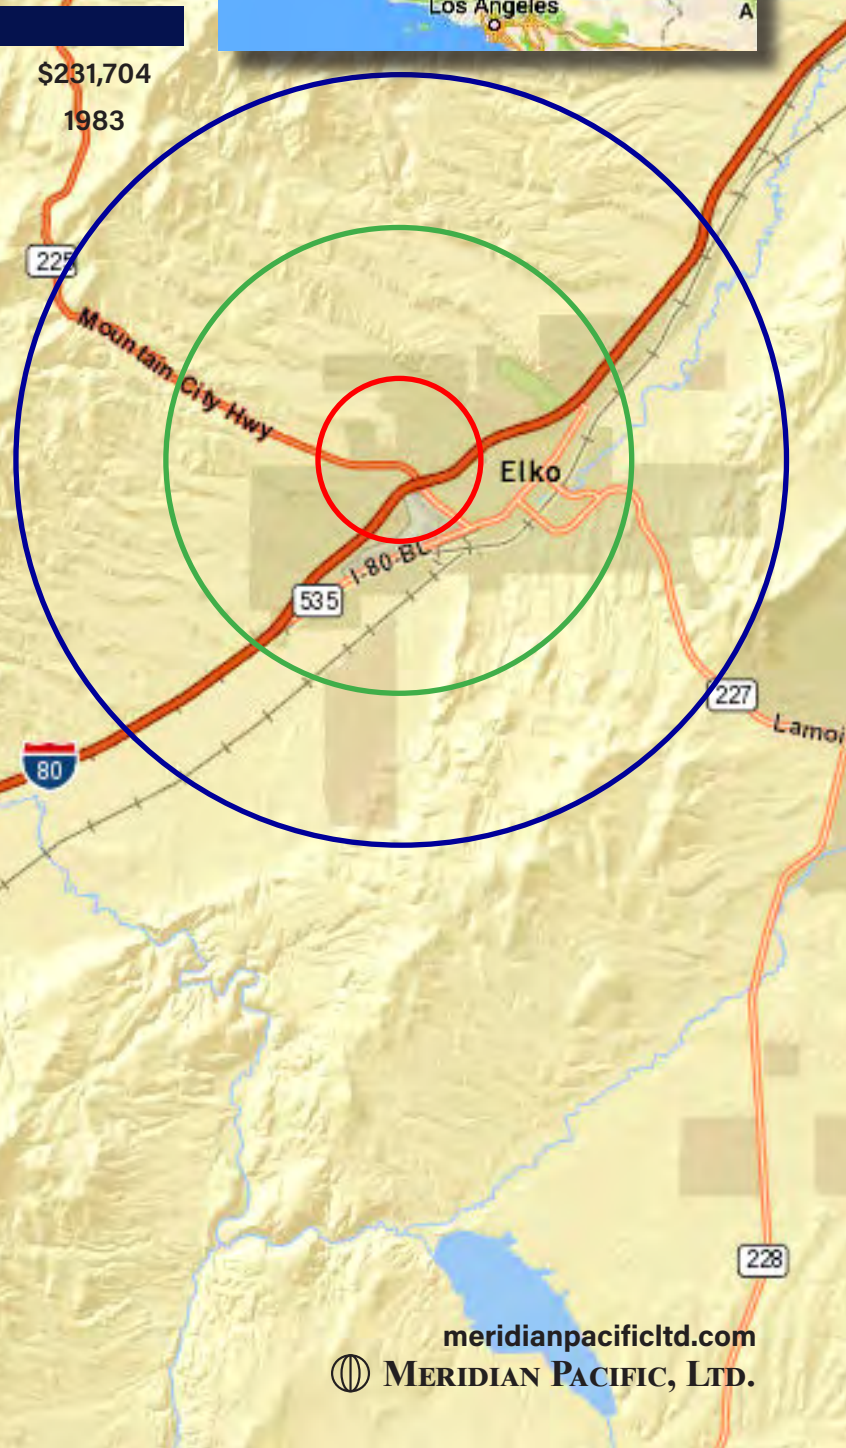 Los Angeles
A
$231,704
1983
225
Mountain City Hwy
Elko
I-80-BL
535
227
Lamoi
80
228
meridianpacificltd.com
MERIDIAN PACIFIC, LTD.